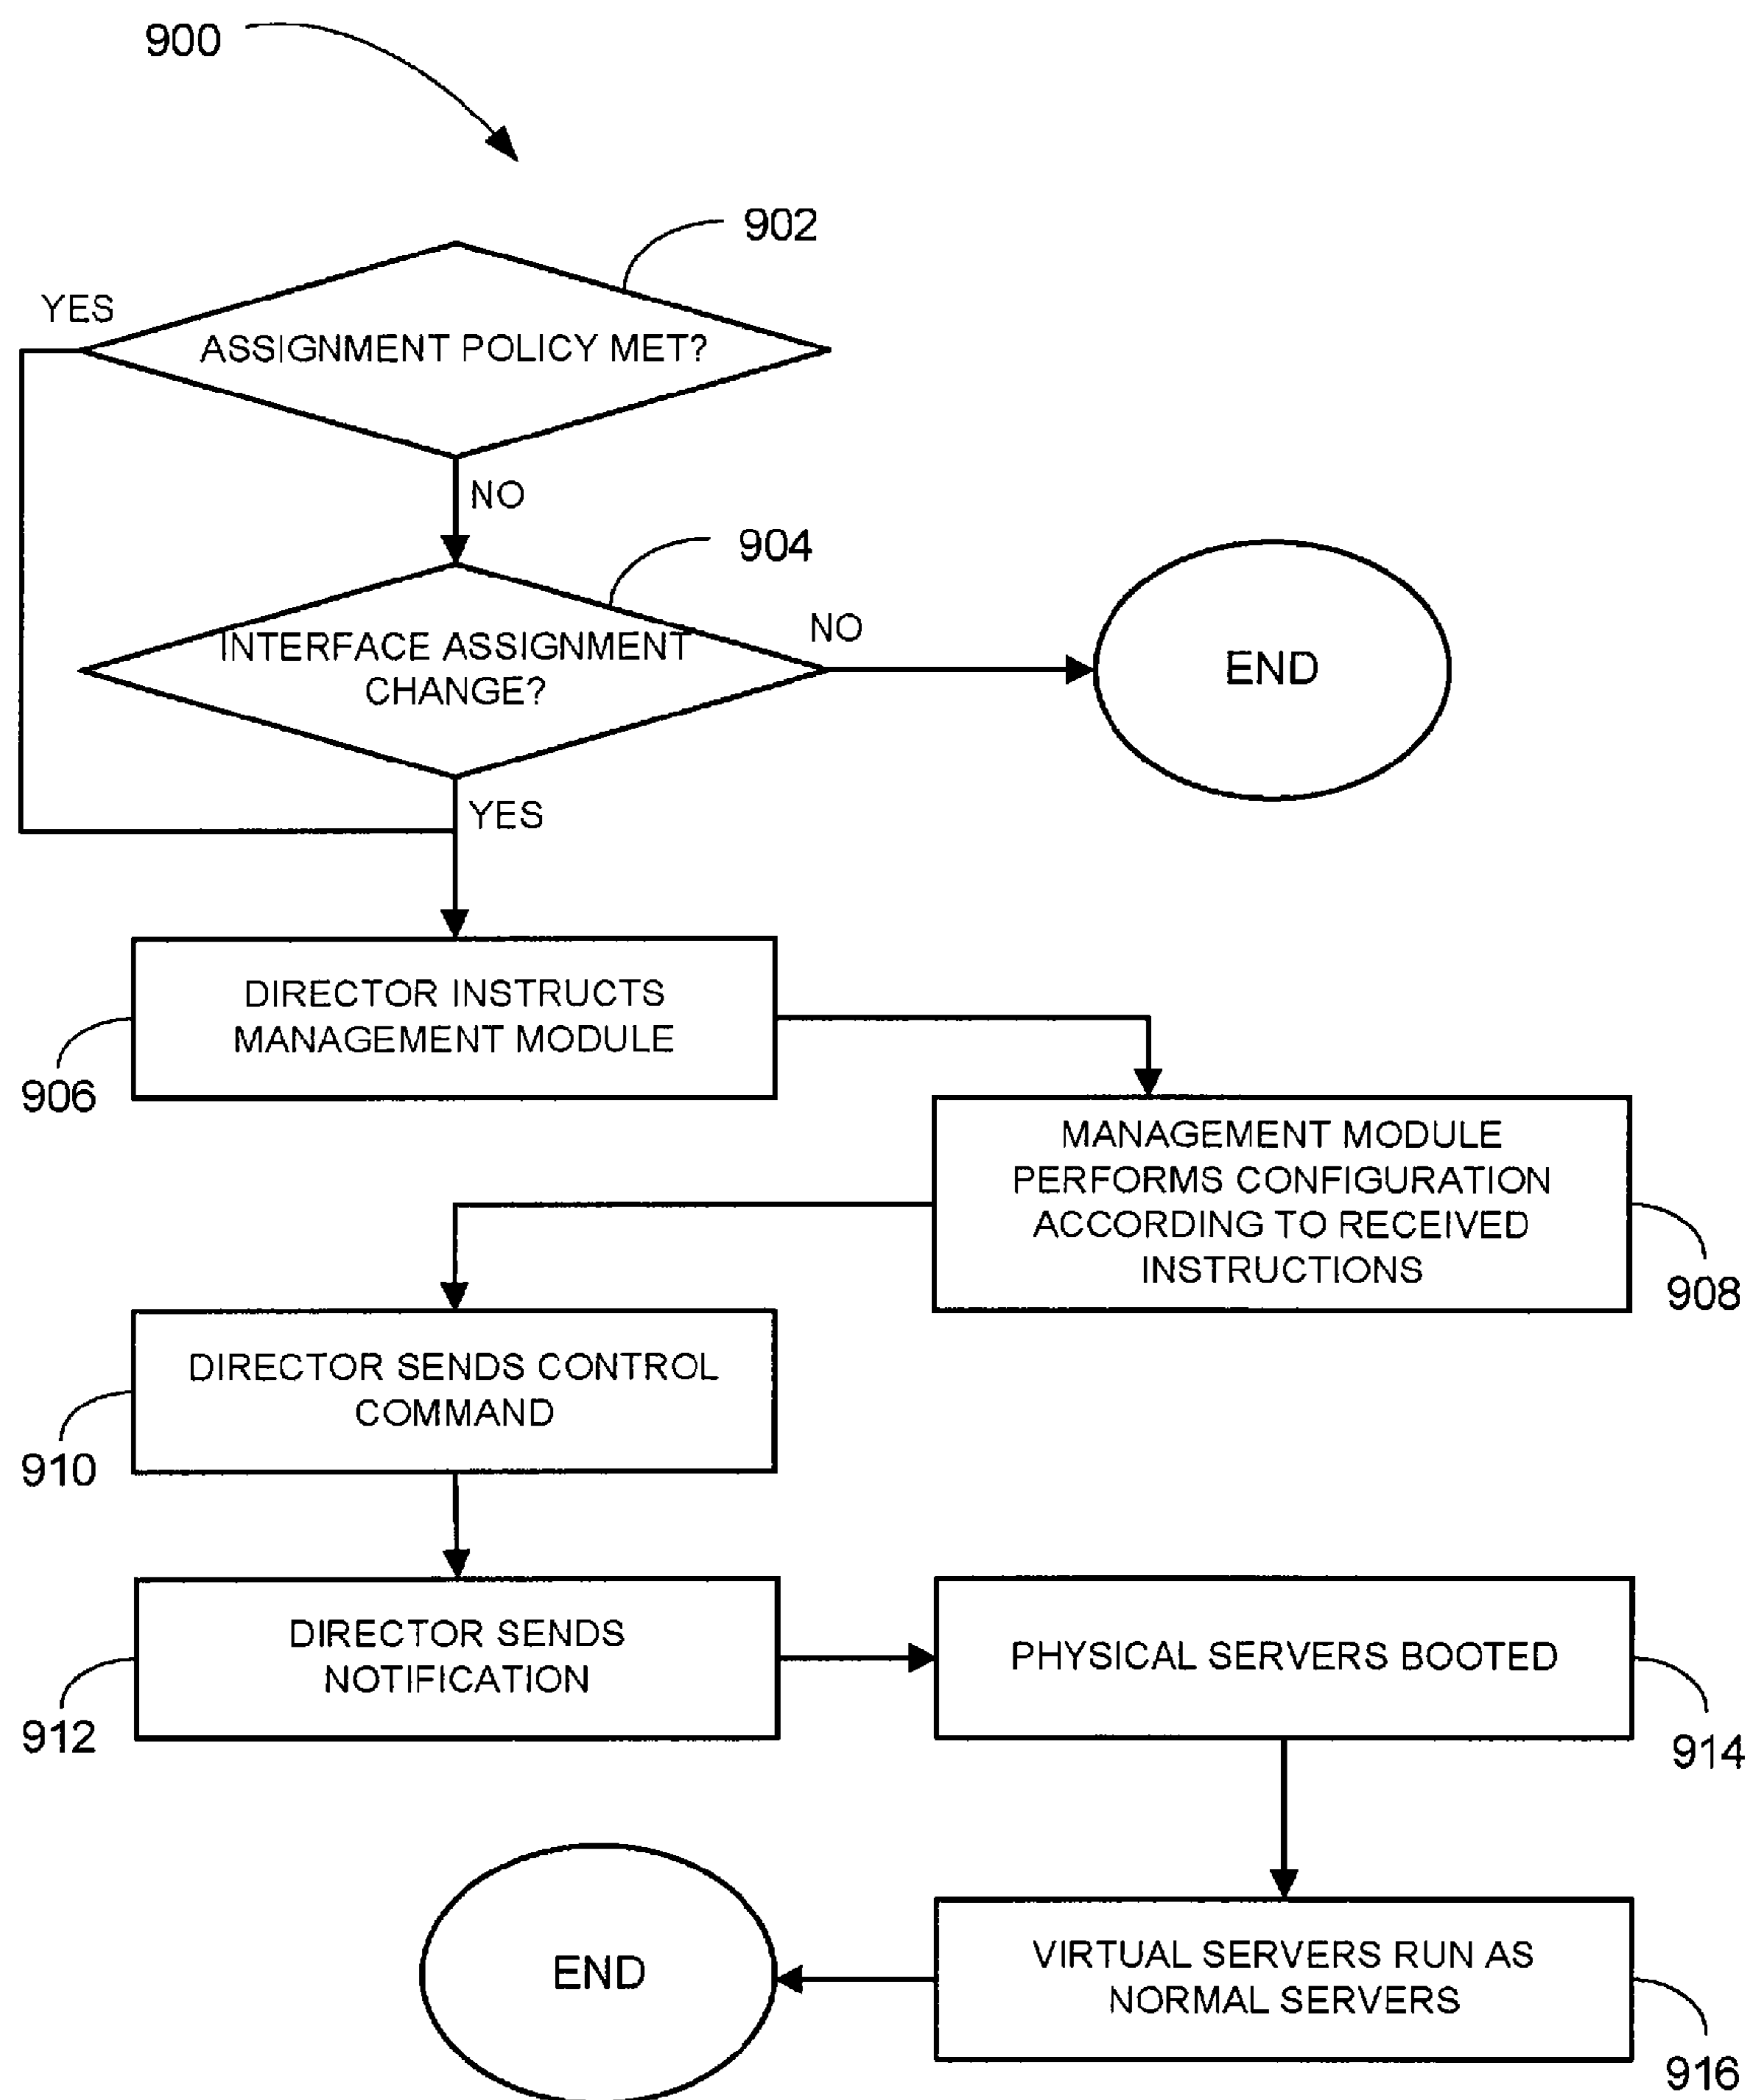 900
902
YES
ASSIGNMENT POLICY MET?
NO
904
NO
INTERFACE ASSIGNMENT
CHANGE?
END
YES
DIRECTOR INSTRUCTS
MANAGEMENT MODULE
906
MANAGEMENT MODULE
PERFORMS CONFIGURATION
ACCORDING TO RECEIVED
INSTRUCTIONS
908
DIRECTOR SENDS CONTROL
COMMAND
910
DIRECTOR SENDS
NOTIFICATION
912
PHYSICAL SERVERS BOOTED
914
VIRTUAL SERVERS RUN AS
NORMAL SERVERS
916
END